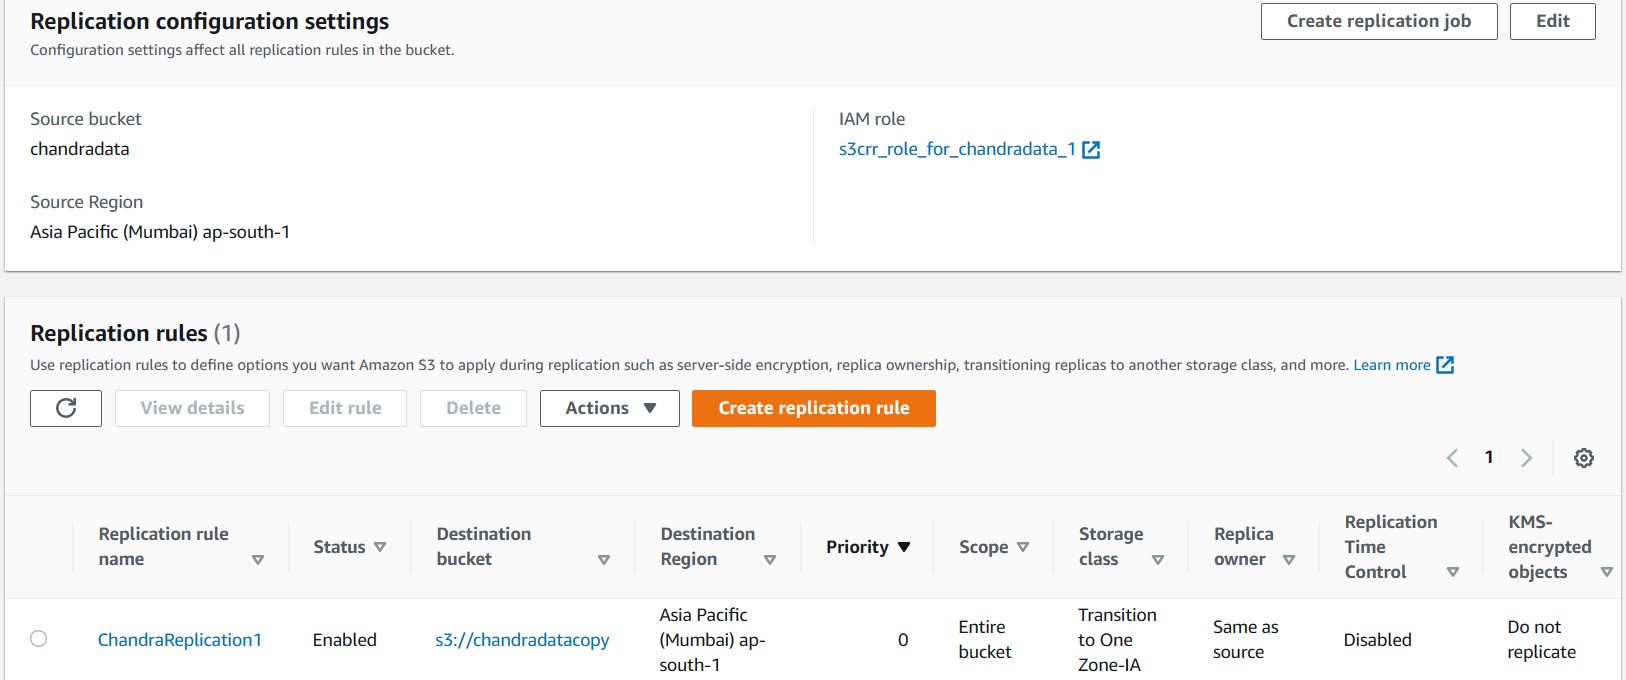 Replication configuration settings
Create replication job
Edit
Configuration settings affect all replication rules in the bucket.
Source bucket
chandradata
IAM role
s3crr_role_for_chandradata_1
Source Region
Asia Pacific (Mumbai) ap-south-1
Replication rules (1)
Use replication rules to define options you want Amazon S3 to apply during replication such as server-side encryption, replica ownership, transitioning replicas to another storage class, and more. Learn more
View details
Edit rule
Delete
Actions
Create replication rule
1
Replication rule
name
Status
Destination
bucket
Destination
Region
Priority
Scope
Storage
class
Replica
owner
Replication
Time
Control
KMS-
encrypted
objects
ChandraReplication1
Enabled
s3://chandradatacopy
Asia Pacific
(Mumbai) ap-
south-1
0
Entire
bucket
Transition
to One
Zone-IA
Same as
source
Disabled
Do not
replicate